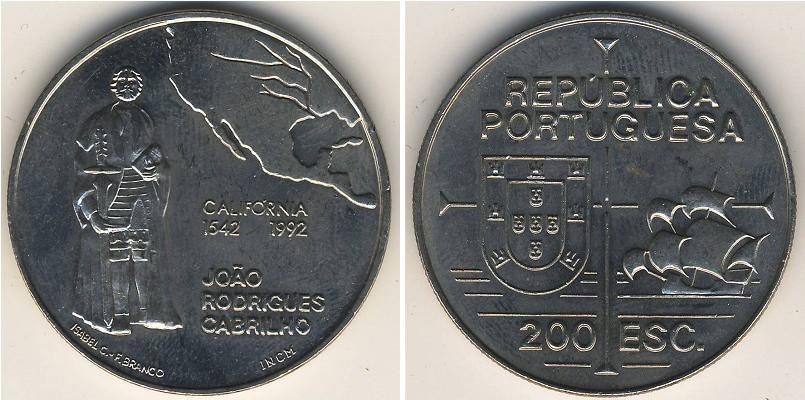 CALIFÓRNIA
1542 1992
JOÃO
RODRIGUES
CABRILHO
ISABEL C. - F. BRANCO
INCM
REPÚBLICA
PORTUGUESA
200 ESC.